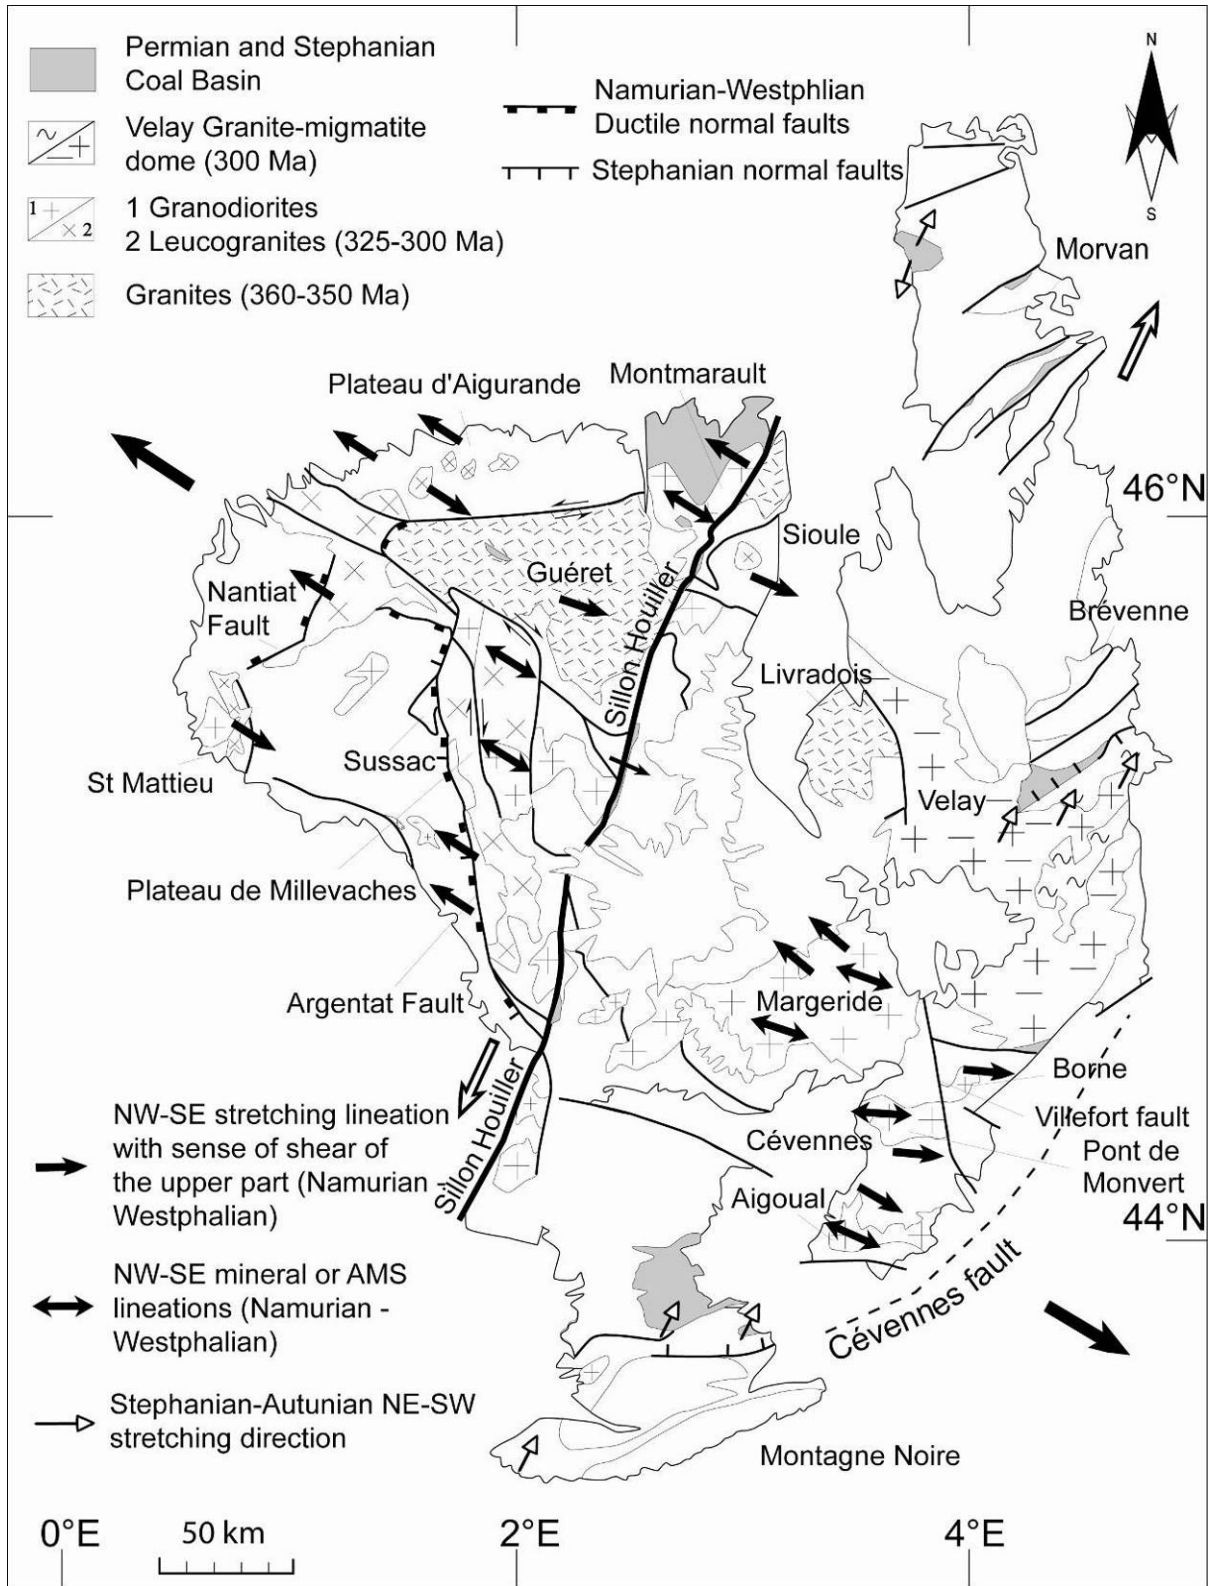 Permian and Stephanian
Coal Basin
Velay Granite-migmatite
dome (300 Ma)
1
2
1 Granodiorites
2 Leucogranites (325-300 Ma)
Granites (360-350 Ma)
Namurian-Westphlian
Ductile normal faults
Stephanian normal faults
N
S
Morvan
Plateau d'Aigurande
Montmarault
46°N
Sioule
Guéret
Nantiat
Fault
Sillon Houiller
Brévenne
Livradois
St Mattieu
Sussac
Velay
Plateau de Millevaches
Argentat Fault
Margeride
Borne
Villefort fault
Pont de
Monvert
Cévennes
Aigoual
44°N
Sillon Houiller
Cévennes fault
NW-SE stretching lineation
with sense of shear of
the upper part (Namurian -
Westphalian)
NW-SE mineral or AMS
lineations (Namurian -
Westphalian)
Stephanian-Autunian NE-SW
stretching direction
Montagne Noire
0°E
50 km
2°E
4°E